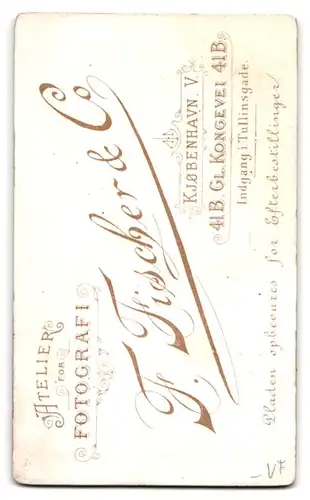 ATELIER
FOR
FOTOGRAFI
F. Fischer & Co
KJØBENHAVN. V.
41B GL. KONGEVEI 41B
Indgang i Tullinsgade.
Pladen opbevares for Efterbestillinger
VF